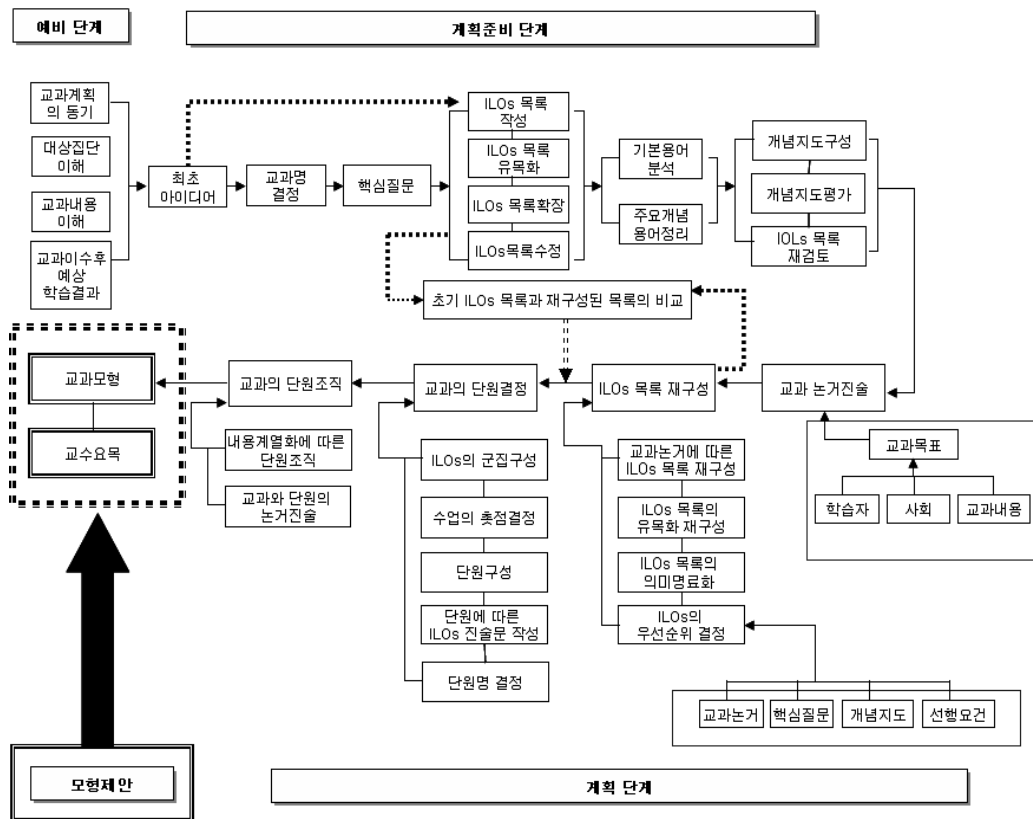 예비 단계
계획준비 단계
교과계획
의 동기
대상집단
이해
교과내용
이해
교과이수후
예상
학습결과
최초
아이디어
교과명
결정
핵심질문
ILOs 목록
작성
ILOs 목록
유목화
ILOs 목록확장
ILOs목록수정
기본용어
분석
주요개념
용어정리
개념지도구성
개념지도평가
IOLs 목록
재검토
초기 ILOs 목록과 재구성된 목록의 비교
교과모형
교수요목
교과의 단원조직
내용계열화에 따른
단원조직
교과와 단원의
논거진술
교과의 단원결정
ILOs의 군집구성
수업의 촛점결정
단원구성
단원에 따른
ILOs 진술문 작성
단원명 결정
ILOs 목록 재구성
교과논거에 따른
ILOs 목록 재구성
ILOs 목록의
유목화 재구성
ILOs 목록의
의미명료화
ILOs의
우선순위 결정
교과 논거진술
교과목표
학습자
사회
교과내용
교과논거
핵심질문
개념지도
선행요건
모형제안
계획 단계